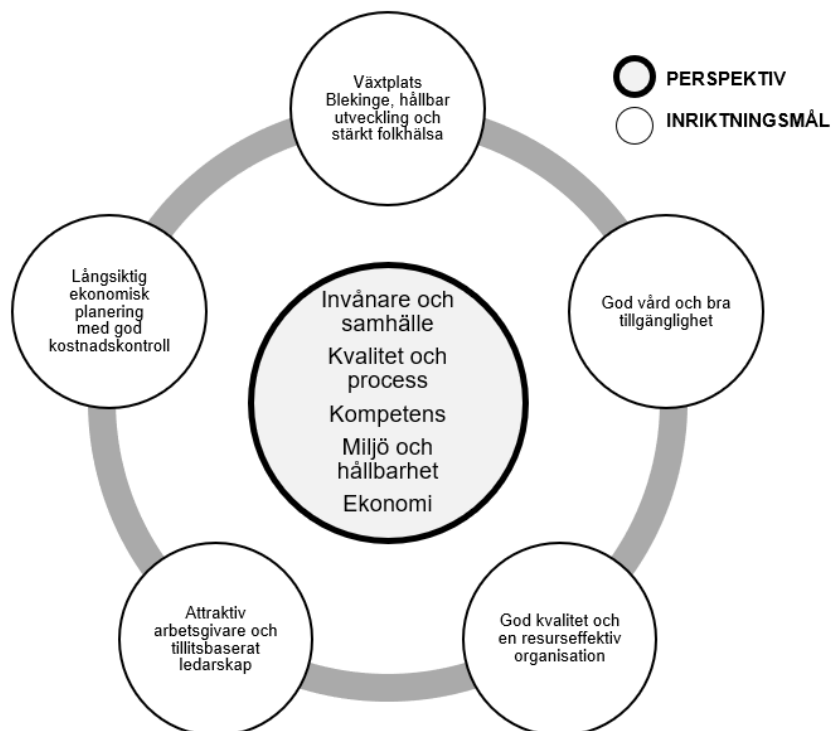 Växtplats
Blekinge, hållbar
utveckling och
stärkt folkhälsa
PERSPEKTIV
INRIKTNINGSMÅL
Långsiktig
ekonomisk
planering
med god
kostnadskontroll
Invånare och
samhälle
Kvalitet och
process
Kompetens
Miljö och
hållbarhet
Ekonomi
God vård och bra
tillgänglighet
Attraktiv
arbetsgivare och
tillitsbaserat
ledarskap
God kvalitet och
en resurseffektiv
organisation